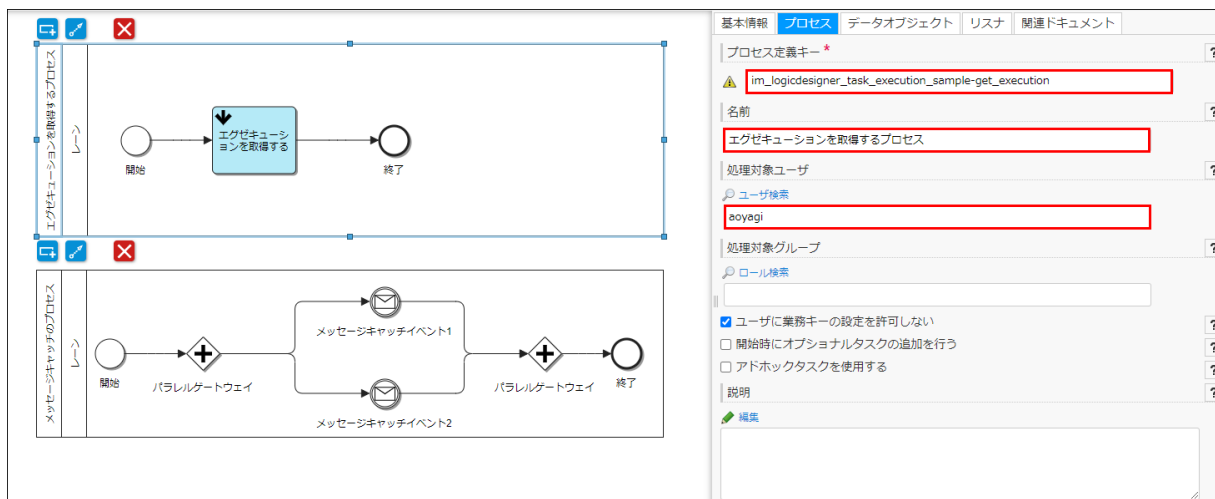 エグゼキューションを取得するプロセス
レーン
開始
エグゼキューシ
ョンを取得する
終了
メッセージキャッチのプロセス
レーン
開始
パラレルゲートウェイ
メッセージキャッチイベント1
メッセージキャッチイベント2
パラレルゲートウェイ
終了
基本情報 プロセス データオブジェクト リスナ 関連ドキュメント
プロセス定義キー *
im_logicdesigner_task_execution_sample-get_execution
名前
エグゼキューションを取得するプロセス
処理対象ユーザ
ユーザ検索
aoyagi
処理対象グループ
ロール検索
ユーザに業務キーの設定を許可しない
開始時にオプショナルタスクの追加を行う
アドホックタスクを使用する
説明
編集